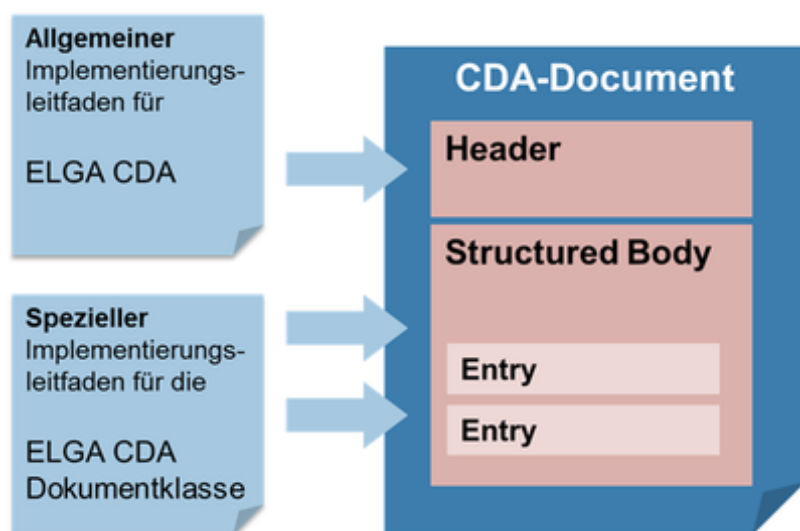 Allgemeiner
Implementierungs-
leitfaden für
ELGA CDA
Spezieller
Implementierungs-
leitfaden für die
ELGA CDA
Dokumentklasse
CDA-Document
Header
Structured Body
Entry
Entry